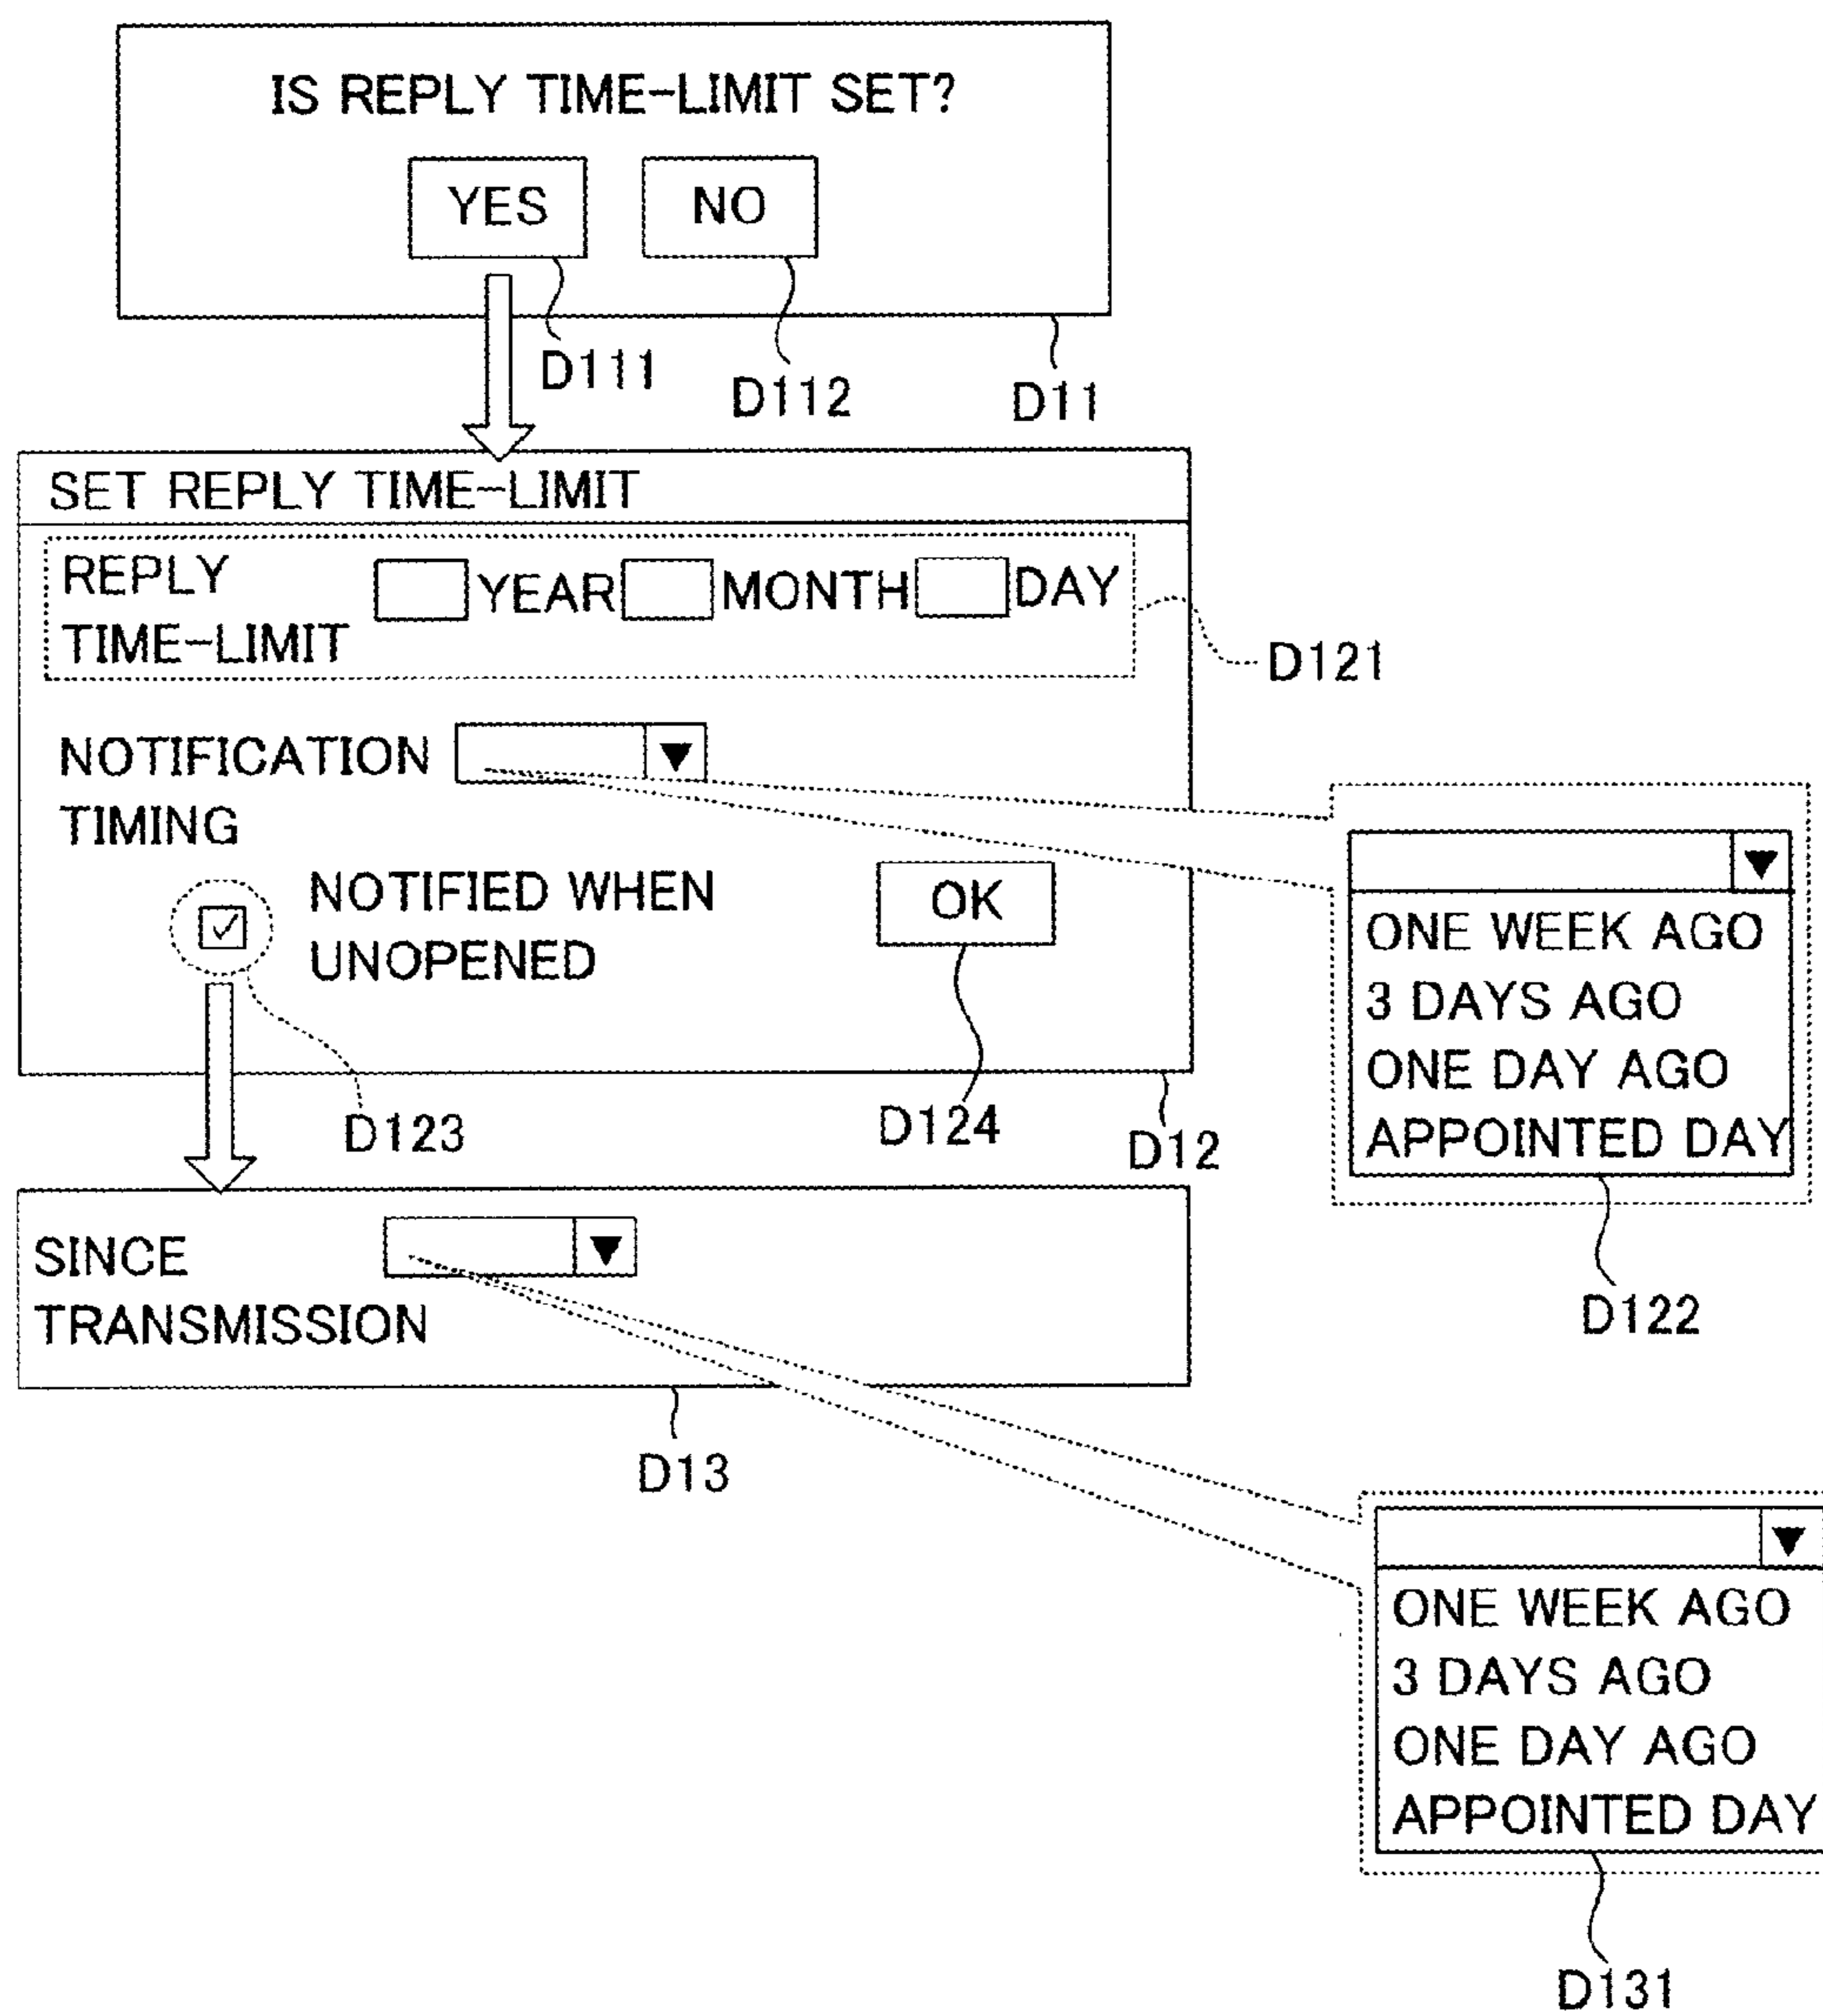 IS REPLY TIME-LIMIT SET?
YES
NO
D111
D112
D11
SET REPLY TIME-LIMIT
REPLY
TIME-LIMIT
YEAR
MONTH
DAY
D121
NOTIFICATION
TIMING
NOTIFIED WHEN
UNOPENED
OK
D123
D124
D12
ONE WEEK AGO
3 DAYS AGO
ONE DAY AGO
APPOINTED DAY
D122
SINCE
TRANSMISSION
D13
ONE WEEK AGO
3 DAYS AGO
ONE DAY AGO
APPOINTED DAY
D131